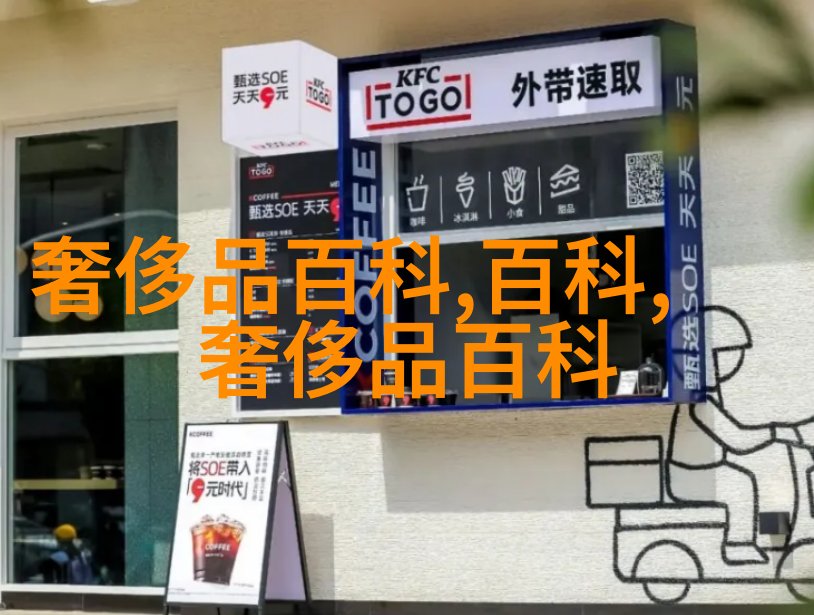 甄选SOE
天天9元
KFC
TOGO
KFC
TOGO
外带速取
KFC
TOGO
COFFEE
甄选SOE 天天9
咖啡
冰淇淋
小食
甜品
COFFEE
甄选SOE 天天 元
奢侈品百科,百科,
奢侈品百科
KCOFFEE
将SOE带入
「9元时代」
COFFEE